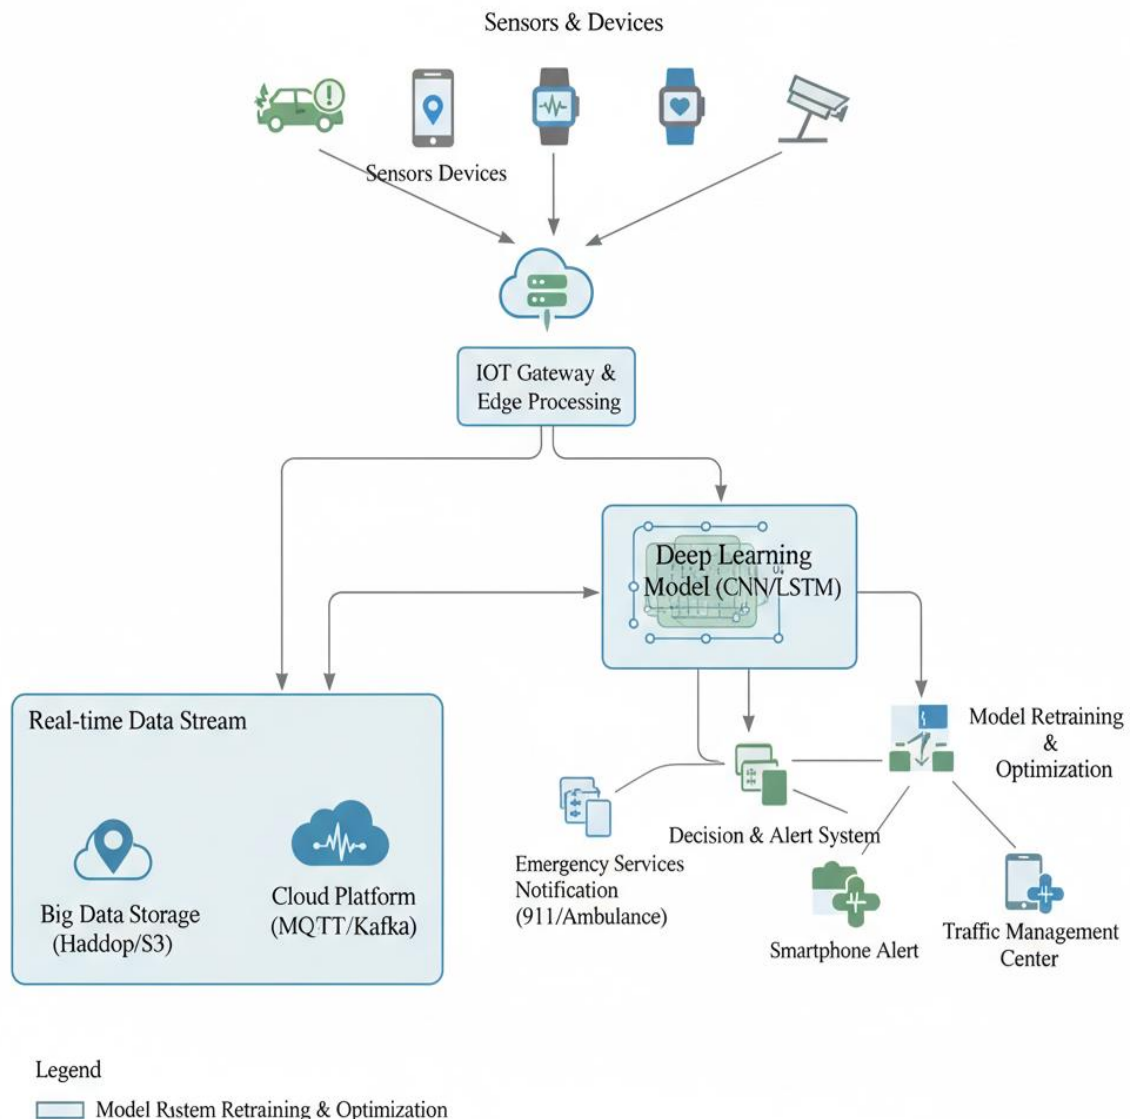 Sensors & Devices
Sensors Devices
IOT Gateway &
Edge Processing
Deep Learning
Model (CNN/LSTM)
Real-time Data Stream
Big Data Storage
(Haddop/S3)
Cloud Platform
(MQTT/Kafka)
Model Retraining
&
Optimization
Decision & Alert System
Emergency Services
Notification
(911/Ambulance)
Smartphone Alert
Traffic Management
Center
Legend
Model Rıstem Retraining & Optimization